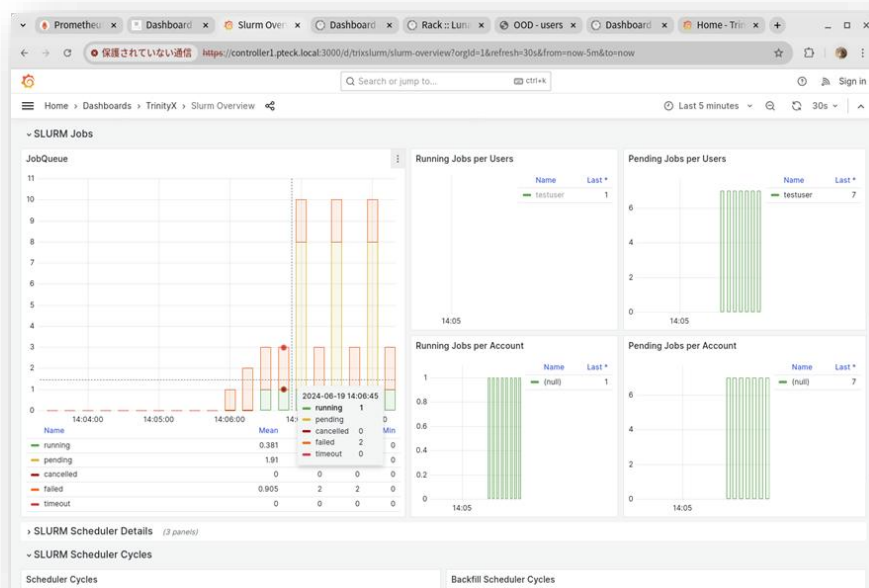 Prometheu
Dashboard
Slurm Over
Dashboard
Rack :: Luna
OOD - users
Dashboard
Home - Trin
保護されていない通信
https://controller1.pteck.local:3000/d/trixslurm/slurm-overview?orgId=1&refresh=30s&from=now-5m&to=now
Search or jump to...
ctrl+k
Sign in
Home › Dashboards › TrinityX › Slurm Overview
Last 5 minutes
30s
SLURM Jobs
JobQueue
11
10
9
8
7
6
5
4
3
2
1
0
14:04:00 14:05:00 14:06:00
2024-06-19 14:06:45
running 1
pending
cancelled 0
failed 2
timeout 0
Name Mean Min
running 0.381 0
pending 1.91 0
cancelled 0 0 0 0
failed 0.905 2 2 0
timeout 0 0 0 0
Running Jobs per Users
Name Last *
testuser 1
14:05
Pending Jobs per Users
Name Last *
testuser 7
6
4
2
0
14:05
Running Jobs per Account
Name Last *
(null) 1
1
0.8
0.6
0.4
0.2
0
14:05
Pending Jobs per Account
Name Last *
(null) 7
6
4
2
0
14:05
SLURM Scheduler Details (3 panels)
SLURM Scheduler Cycles
Scheduler Cycles
Backfill Scheduler Cycles